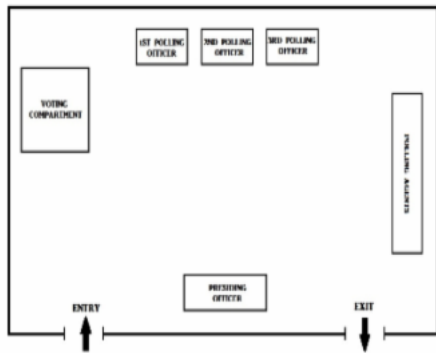 1ST POLLING
OFFICER
2ND POLLING
OFFICER
3RD POLLING
OFFICER
VOTING
COMPARTMENT
POLLING AGENTS
PRESIDING
OFFICER
ENTRY
EXIT